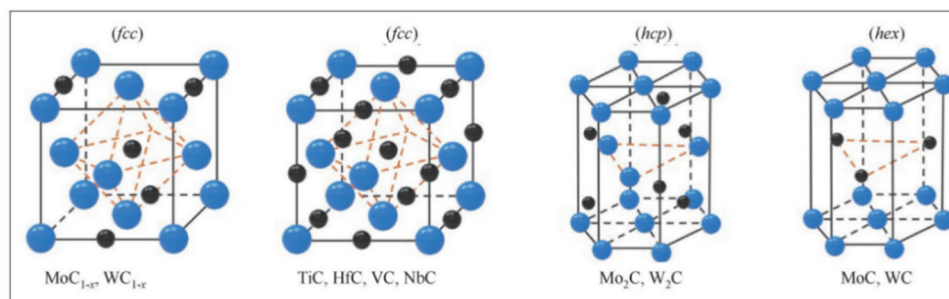 (fcc) (fcc) (hcp) (hex)
MoC1-x, WC1-x TiC, HfC, VC, NbC Mo2C, W2C MoC, WC